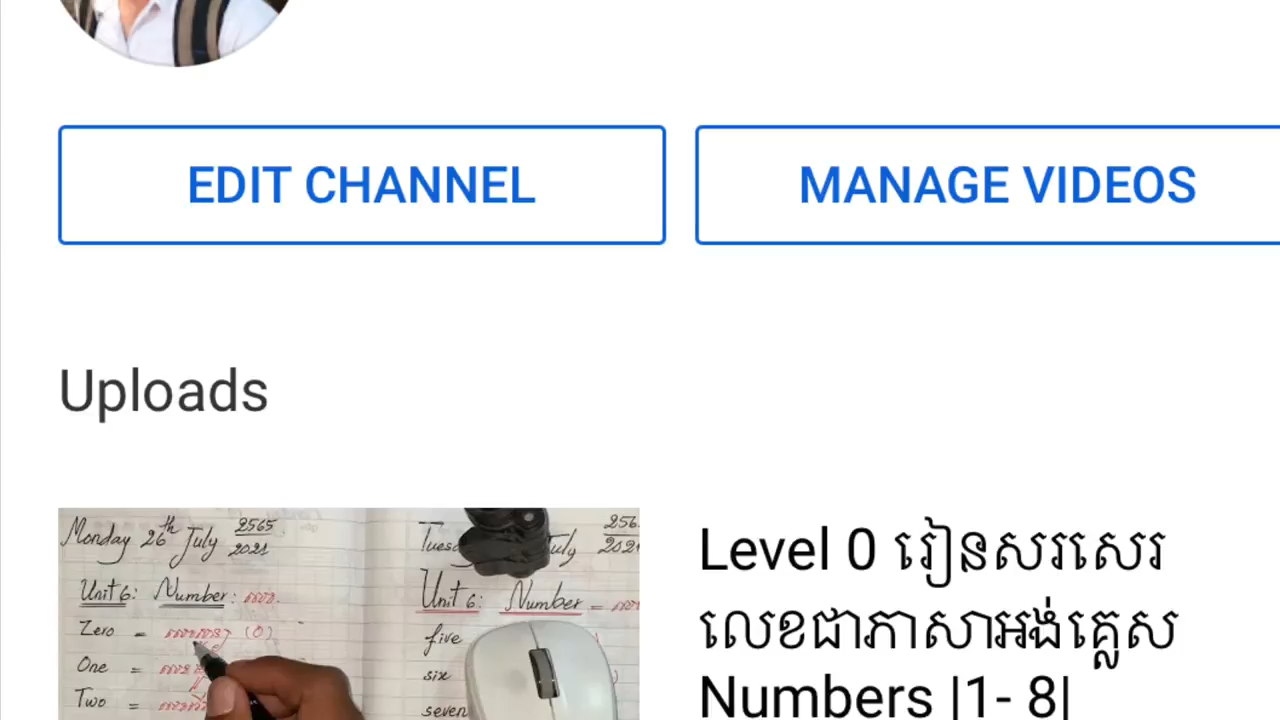 EDIT CHANNEL
MANAGE VIDEOS
Uploads
Monday 26th July 2565
2021
Unit 6: Number:
Zero = (0)
One =
Two =
2021
Unit 6: Number =
five
six
seven
Level 0 រៀនសរសេរ
លេខជាភាសាអង់គ្លេស
Numbers |1- 8|